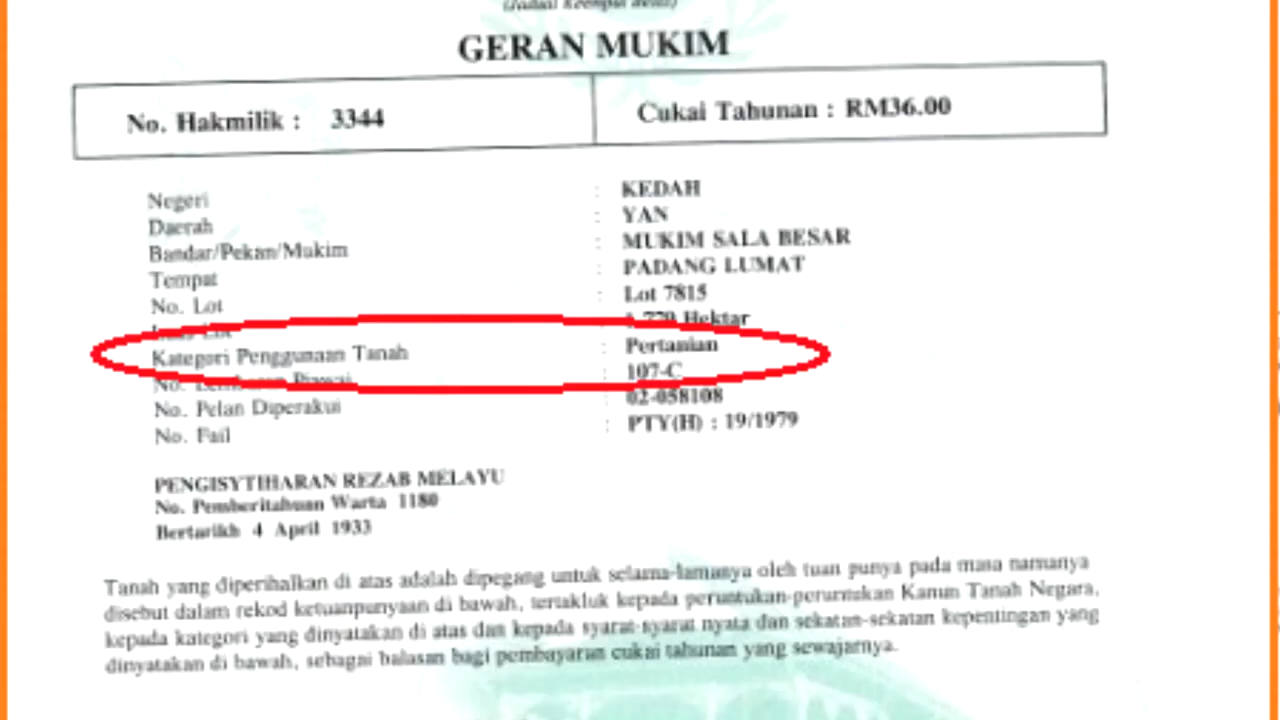 GERAN MUKIM
No. Hakmilik : 3344
Cukai Tahunan : RM36.00
Negeri : KEDAH
Daerah : YAN
Bandar/Pekan/Mukim : MUKIM SALA BESAR
Tempat : PADANG LUMAT
No. Lot : Lot 7815
Hektar
Kategori Penggunaan Tanah : Pertanian
No. Piawai : 107-C
No. Pelan Diperakui : 02-058108
No. Fail : PTY(H) : 19/1979
PENGISYTIHARAN REZAB MELAYU
No. Pemberitahuan Warta 1180
Bertarikh 4 April 1933
Tanah yang diperihalkan di atas adalah dipegang untuk selama-lamanya oleh tuan punya pada masa namanya
disebut dalam rekod ketuanpunyaan di bawah, tertakluk kepada peruntukan-peruntukan Kanun Tanah Negara,
kepada kategori yang dinyatakan di atas dan kepada syarat-syarat nyata dan sekatan-sekatan kepentingan yang
dinyatakan di bawah, sebagai balasan bagi pembayaran cukai tahunan yang sewajarnya.